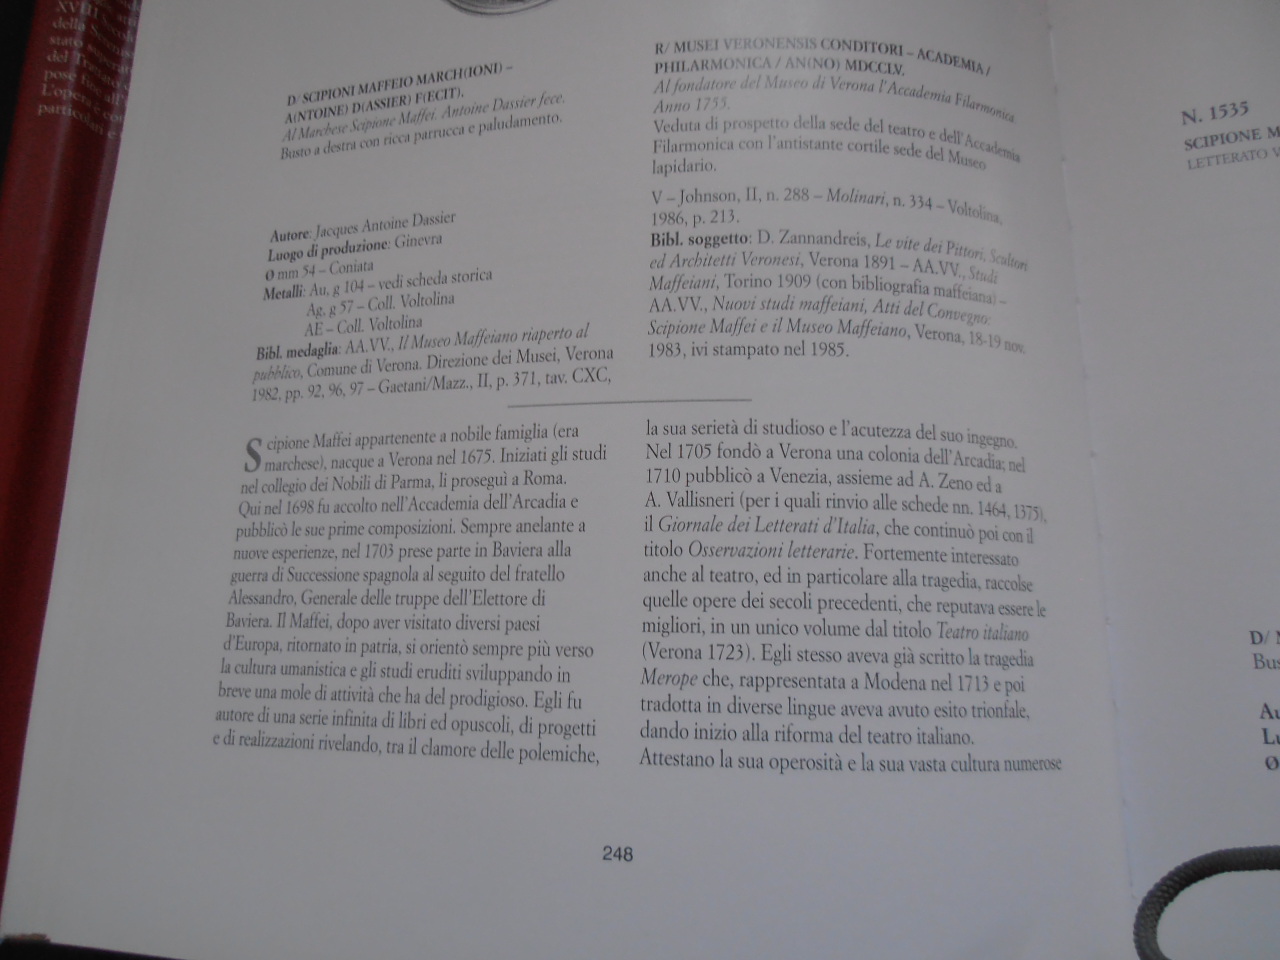 XVIII Secol
della
stato
del Trattato
pose fine all'
L'opera è con
particolari e
D/ SCIPIONI MAFFEIO MARCH(IONI) –
A(NTOINE) D(ASSIER) F(ECIT).
Al Marchese Scipione Maffei. Antoine Dassier fece.
Busto a destra con ricca parrucca e paludamento.
Autore: Jacques Antoine Dassier
Luogo di produzione: Ginevra
Ø mm 54 – Coniata
Metalli: Au, g 104 – vedi scheda storica
Ag, g 57 – Coll. Voltolina
AE – Coll. Voltolina
Bibl. medaglia: AA.VV., Il Museo Maffeiano riaperto al
pubblico, Comune di Verona. Direzione dei Musei, Verona
1982, pp. 92, 96, 97 – Gaetani/Mazz., II, p. 371, tav. CXC,
R/ MUSEI VERONENSIS CONDITORI – ACADEMIA /
PHILARMONICA / AN(NO) MDCCLV.
Al fondatore del Museo di Verona l'Accademia Filarmonica
Anno 1755.
Veduta di prospetto della sede del teatro e dell'Accademia
Filarmonica con l'antistante cortile sede del Museo
lapidario.
V – Johnson, II, n. 288 – Molinari, n. 334 – Voltolina,
1986, p. 213.
Bibl. soggetto: D. Zannandreis, Le vite dei Pittori, Scultori
ed Architetti Veronesi, Verona 1891 – AA.VV., Studi
Maffeiani, Torino 1909 (con bibliografia maffeiana) –
AA.VV., Nuovi studi maffeiani, Atti del Convegno:
Scipione Maffei e il Museo Maffeiano, Verona, 18-19 nov.
1983, ivi stampato nel 1985.
Scipione Maffei appartenente a nobile famiglia (era
marchese), nacque a Verona nel 1675. Iniziati gli studi
nel collegio dei Nobili di Parma, li proseguì a Roma.
Qui nel 1698 fu accolto nell'Accademia dell'Arcadia e
pubblicò le sue prime composizioni. Sempre anelante a
nuove esperienze, nel 1703 prese parte in Baviera alla
guerra di Successione spagnola al seguito del fratello
Alessandro, Generale delle truppe dell'Elettore di
Baviera. Il Maffei, dopo aver visitato diversi paesi
d'Europa, ritornato in patria, si orientò sempre più verso
la cultura umanistica e gli studi eruditi sviluppando in
breve una mole di attività che ha del prodigioso. Egli fu
autore di una serie infinita di libri ed opuscoli, di progetti
e di realizzazioni rivelando, tra il clamore delle polemiche,
la sua serietà di studioso e l'acutezza del suo ingegno.
Nel 1705 fondò a Verona una colonia dell'Arcadia; nel
1710 pubblicò a Venezia, assieme ad A. Zeno ed a
A. Vallisneri (per i quali rinvio alle schede nn. 1464, 1375),
il Giornale dei Letterati d'Italia, che continuò poi con il
titolo Osservazioni letterarie. Fortemente interessato
anche al teatro, ed in particolare alla tragedia, raccolse
quelle opere dei secoli precedenti, che reputava essere le
migliori, in un unico volume dal titolo Teatro italiano
(Verona 1723). Egli stesso aveva già scritto la tragedia
Merope che, rappresentata a Modena nel 1713 e poi
tradotta in diverse lingue aveva avuto esito trionfale,
dando inizio alla riforma del teatro italiano.
Attestano la sua operosità e la sua vasta cultura numerose
248
N. 1535
SCIPIONE M
LETTERATO V
D/
Bus
Au
Lu
Ø